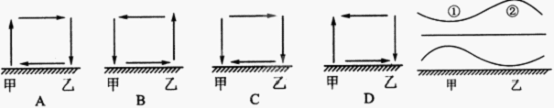 ① ②
甲 乙 甲 乙 甲 乙 甲 乙 甲 乙
A B C D